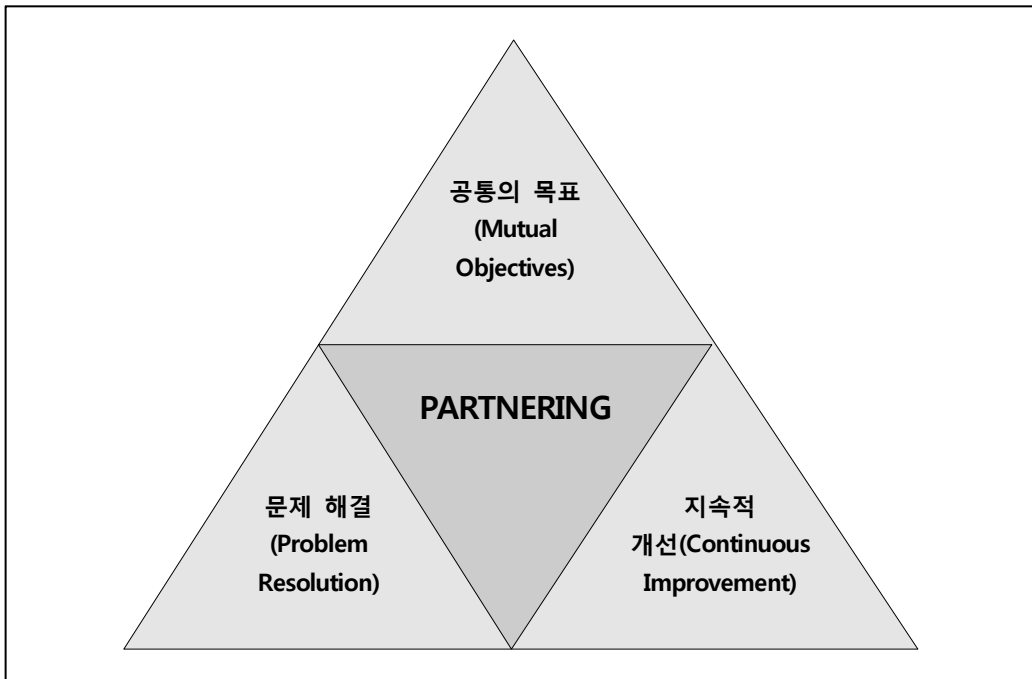 공통의 목표
(Mutual
Objectives)
PARTNERING
문제 해결
(Problem
Resolution)
지속적
개선(Continuous
Improvement)